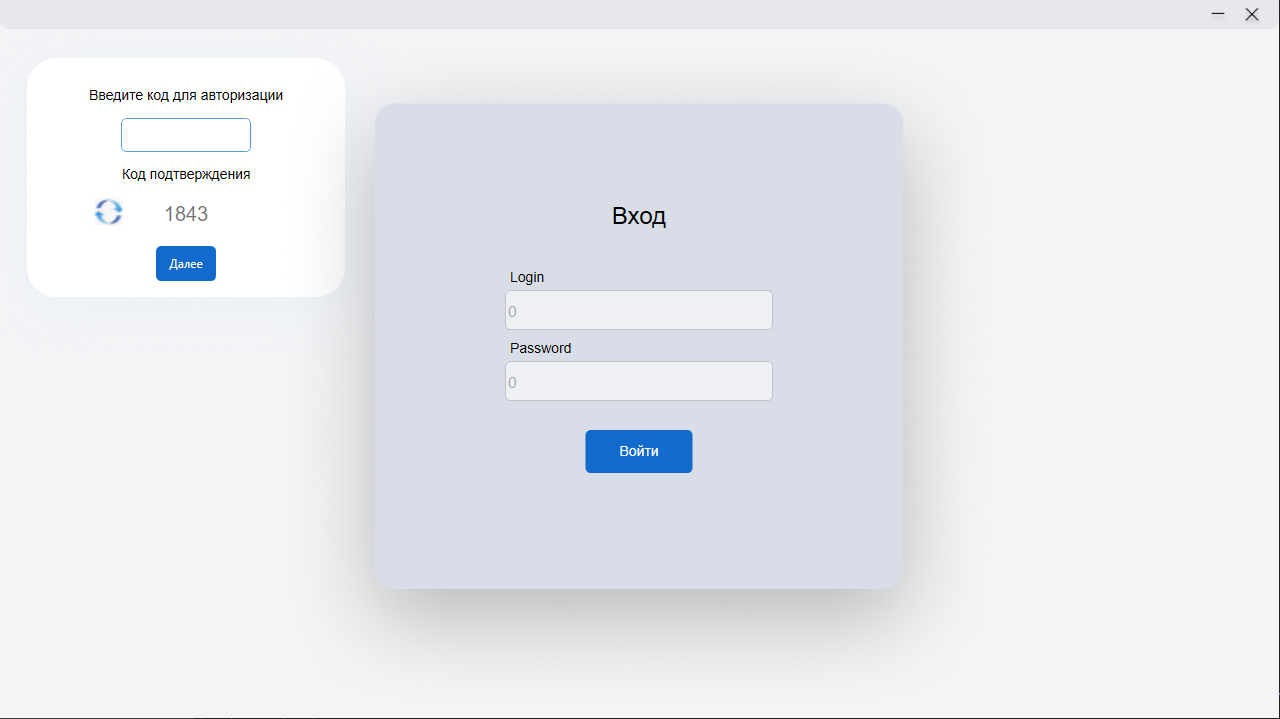 Введите код для авторизации
Код подтверждения
1843
Далее
Вход
Login
0
Password
0
Войти